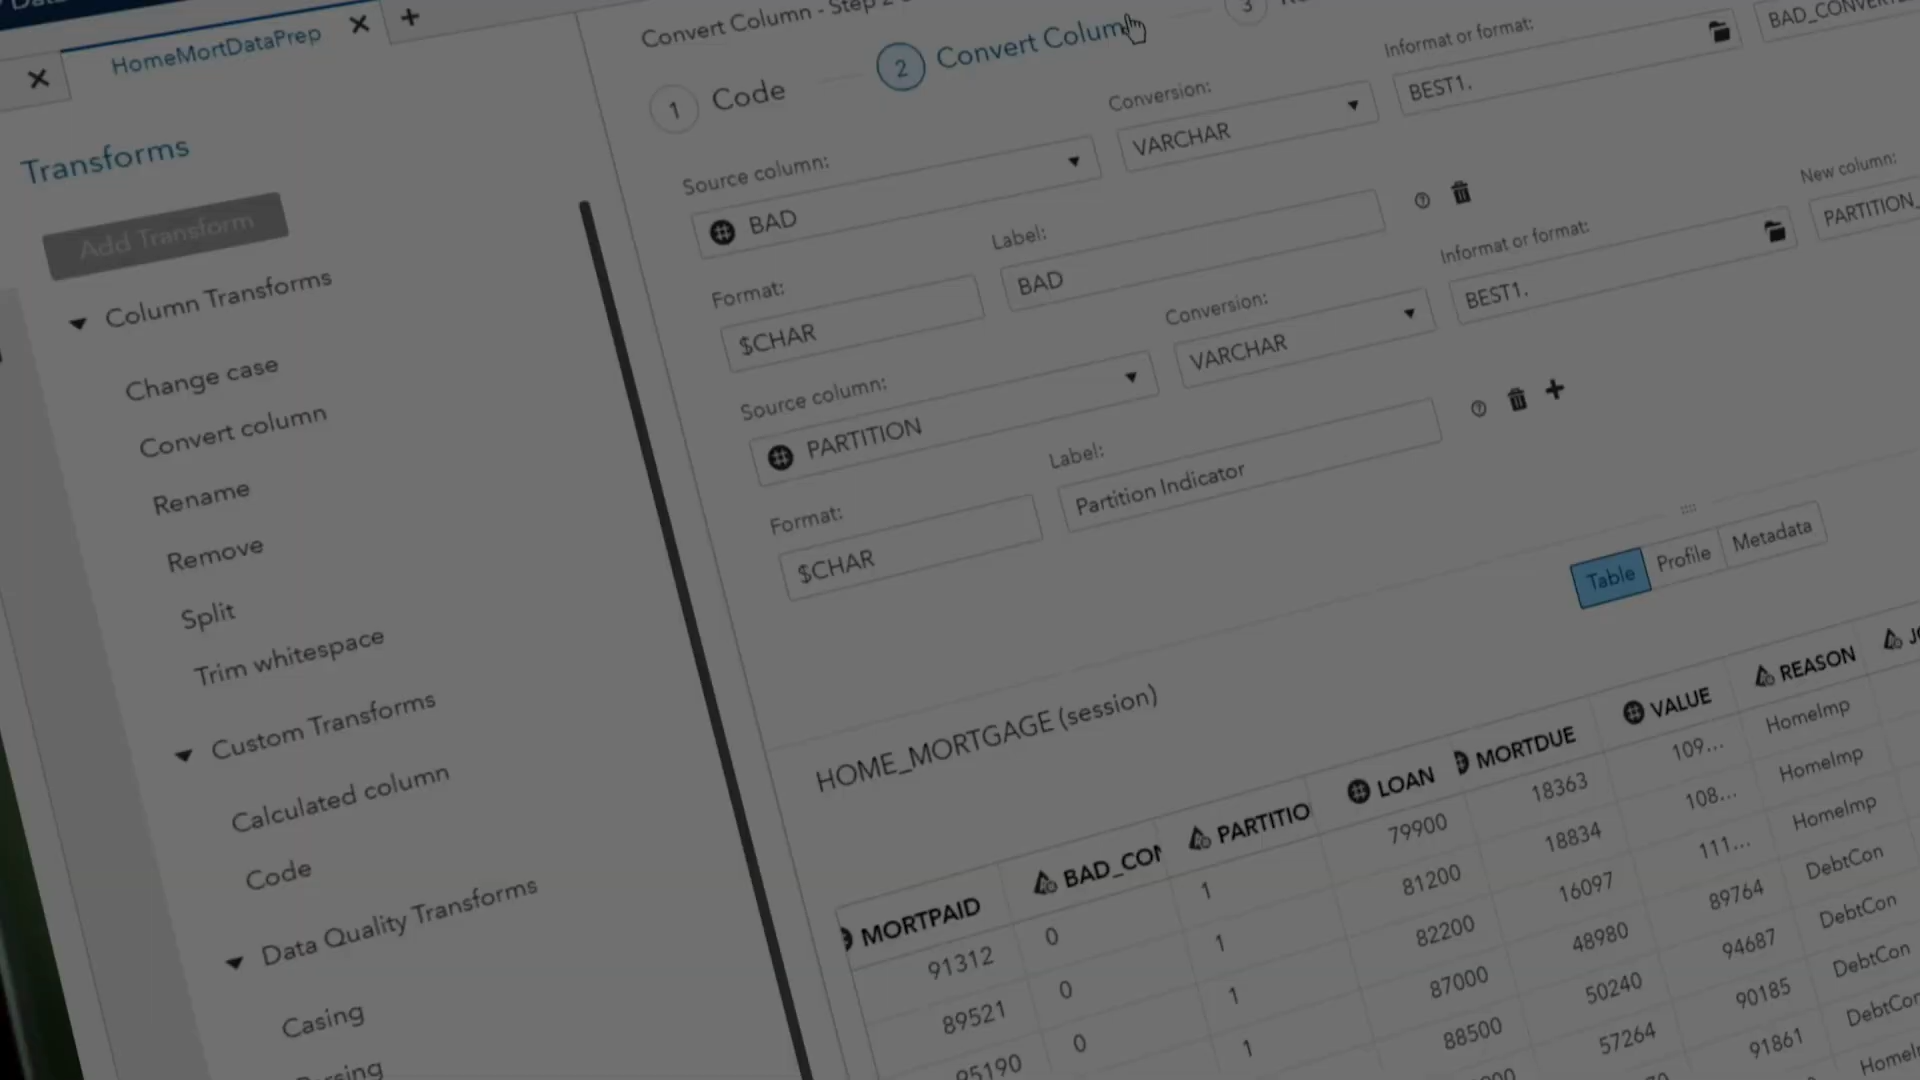 HomeMortDataPrep
Transforms
Add Transform
Column Transforms
Change case
Convert column
Rename
Remove
Split
Trim whitespace
Custom Transforms
Calculated column
Code
Data Quality Transforms
Casing
Convert Column - Step 2
1 Code
2 Convert Column
3
Source column:
BAD
Conversion:
VARCHAR
Informat or format:
BEST1.
Format:
$CHAR
Label:
BAD
Source column:
PARTITION
Conversion:
VARCHAR
Informat or format:
BEST1.
New column:
PARTITION_
Format:
$CHAR
Label:
Partition Indicator
Table Profile Metadata
HOME_MORTGAGE (session)
MORTPAID BAD_CON PARTITIO LOAN MORTDUE VALUE REASON
91312 0 1 79900 18363 109... HomeImp
89521 0 1 81200 18834 108... HomeImp
95190 0 1 82200 16097 111... HomeImp
1 87000 48980 89764 DebtCon
88500 50240 94687 DebtCon
57264 90185 DebtCon
91861